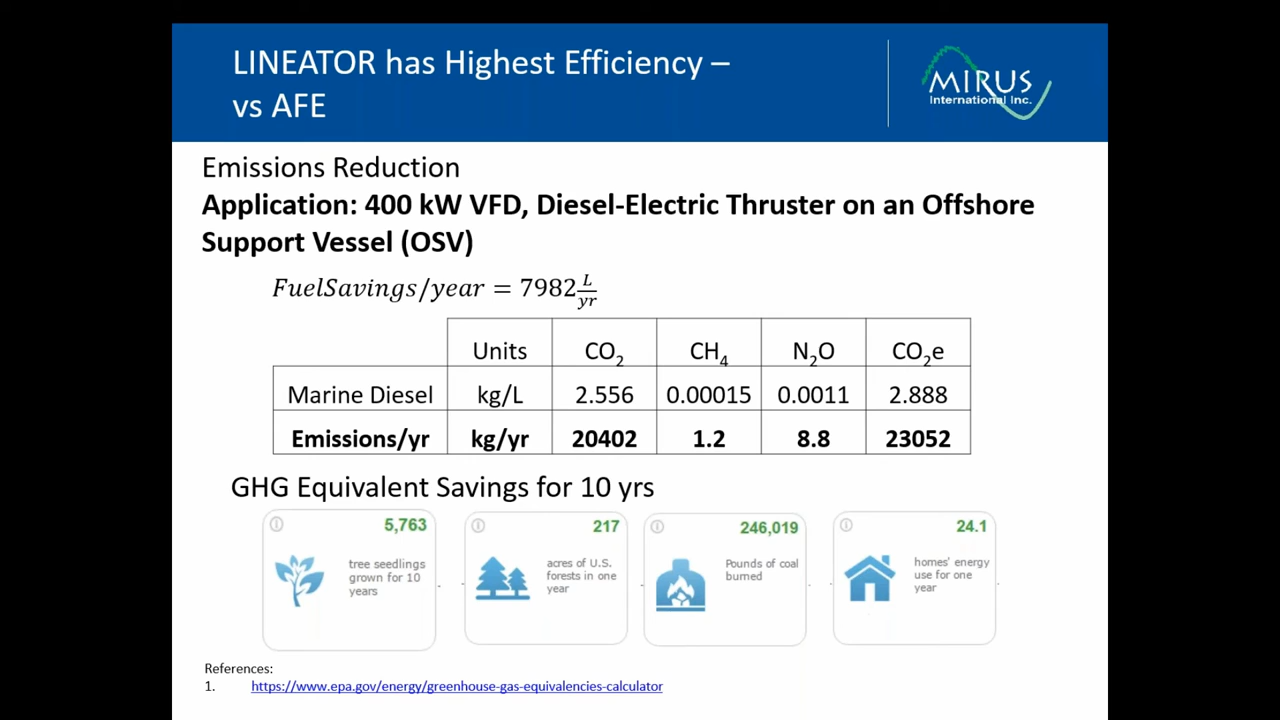 LINEATOR has Highest Efficiency –
vs AFE
MIRUS
International Inc.
Emissions Reduction
Application: 400 kW VFD, Diesel-Electric Thruster on an Offshore
Support Vessel (OSV)
FuelSavings/year = 7982 L/yr
Units CO₂ CH₄ N₂O CO₂e
Marine Diesel kg/L 2.556 0.00015 0.0011 2.888
Emissions/yr kg/yr 20402 1.2 8.8 23052
GHG Equivalent Savings for 10 yrs
5,763
tree seedlings
grown for 10
years
217
acres of U.S.
forests in one
year
246,019
Pounds of coal
burned
24.1
homes' energy
use for one
year
References:
1. https://www.epa.gov/energy/greenhouse-gas-equivalencies-calculator